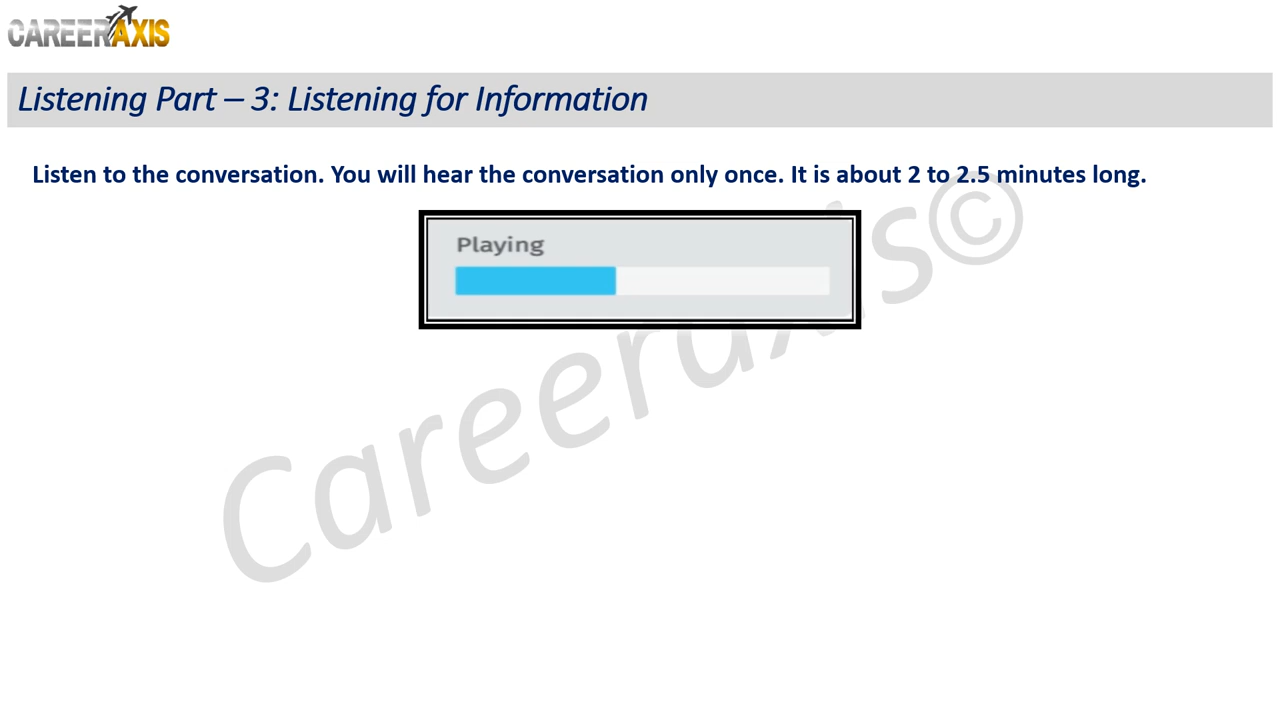 CAREERAXIS
Listening Part – 3: Listening for Information
Listen to the conversation. You will hear the conversation only once. It is about 2 to 2.5 minutes long.
Playing
Careeraxis©